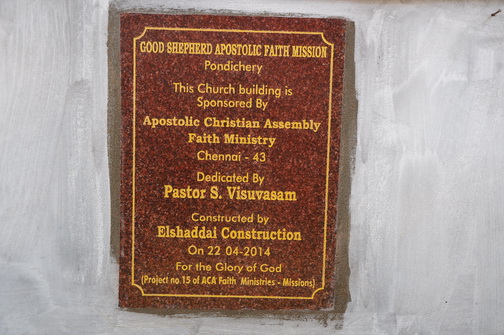 GOOD SHEPHERD APOSTOLIC FAITH MISSION
Pondichery
This Church building is
Sponsored By
Apostolic Christian Assembly
Faith Ministry
Chennai - 43
Dedicated By
Pastor S. Visuvasam
Constructed by
Elshaddai Construction
On 22 04-2014
For the Glory of God
(Project no 15 of ACA Faith Ministries - Missions)